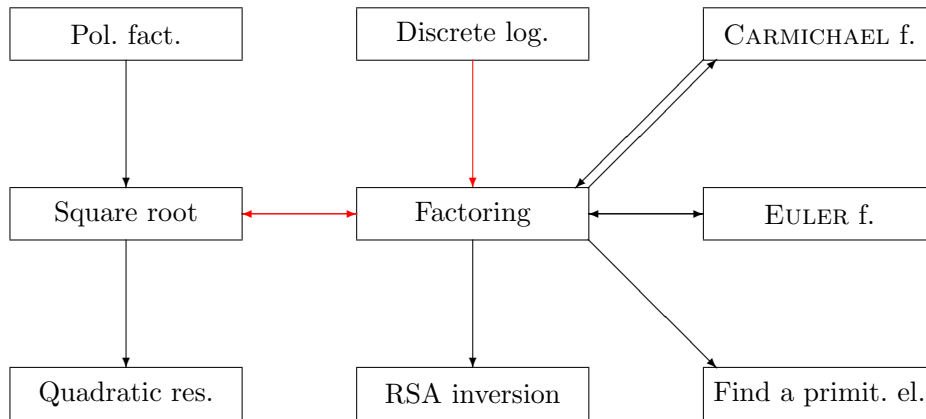 Pol. fact.
Discrete log.
CARMICHAEL f.
Square root
Factoring
EULER f.
Quadratic res.
RSA inversion
Find a primit. el.